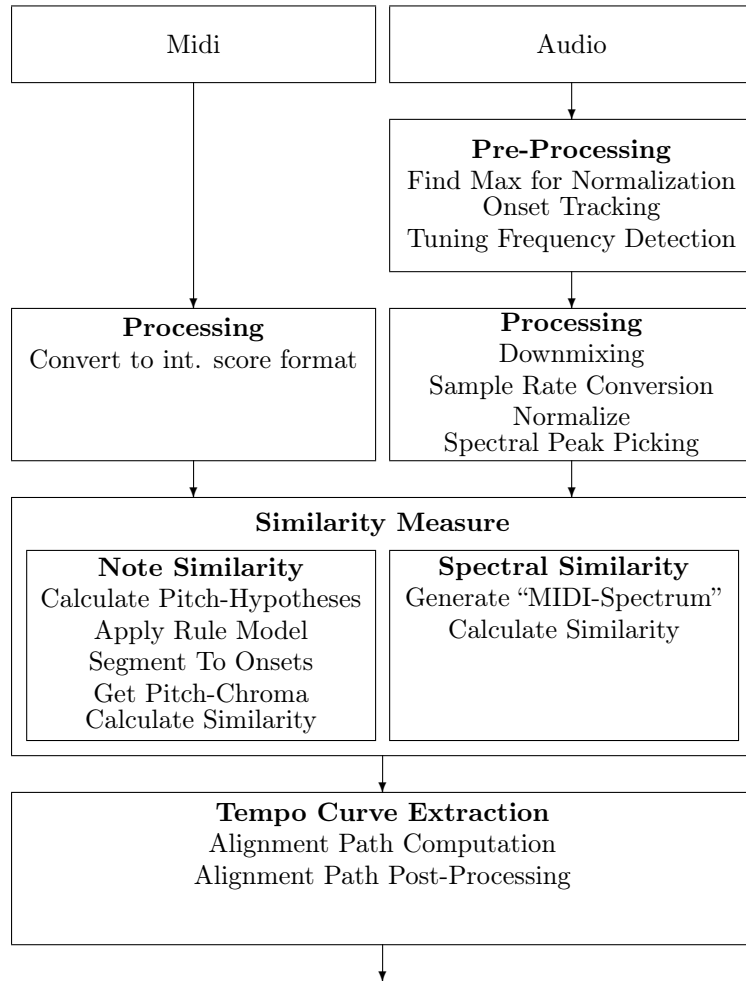 Midi
Audio
Pre-Processing
Find Max for Normalization
Onset Tracking
Tuning Frequency Detection
Processing
Convert to int. score format
Processing
Downmixing
Sample Rate Conversion
Normalize
Spectral Peak Picking
Similarity Measure
Note Similarity
Calculate Pitch-Hypotheses
Apply Rule Model
Segment To Onsets
Get Pitch-Chroma
Calculate Similarity
Spectral Similarity
Generate “MIDI-Spectrum”
Calculate Similarity
Tempo Curve Extraction
Alignment Path Computation
Alignment Path Post-Processing